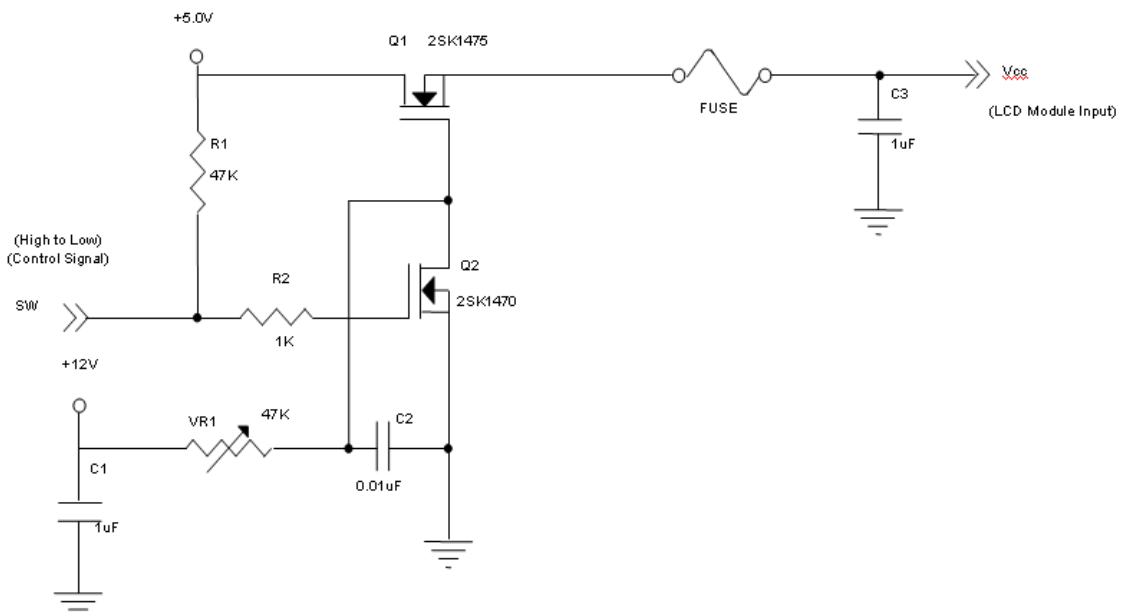 +5.0V
Q1
2SK1475
FUSE
Vcc
C3
(LCD Module Input)
1uF
R1
47K
(High to Low)
(Control Signal)
SW
R2
1K
Q2
2SK1470
+12V
VR1
47K
C2
0.01uF
C1
1uF